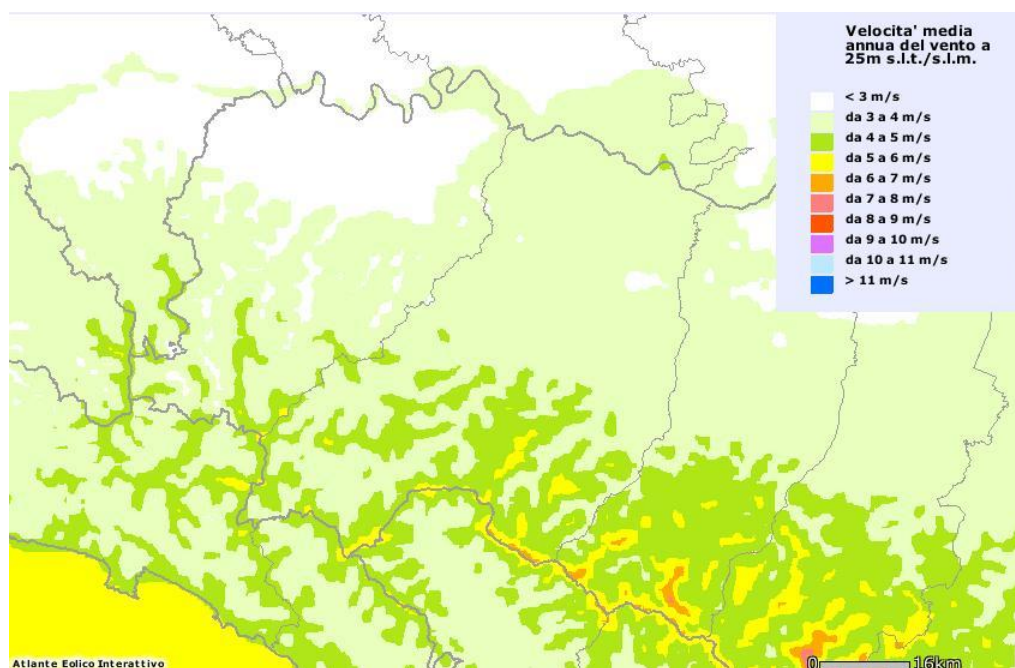 Velocita' media
annua del vento a
25m s.l.t./s.l.m.
< 3 m/s
da 3 a 4 m/s
da 4 a 5 m/s
da 5 a 6 m/s
da 6 a 7 m/s
da 7 a 8 m/s
da 8 a 9 m/s
da 9 a 10 m/s
da 10 a 11 m/s
> 11 m/s
Atlante Eolico Interattivo
0 16km